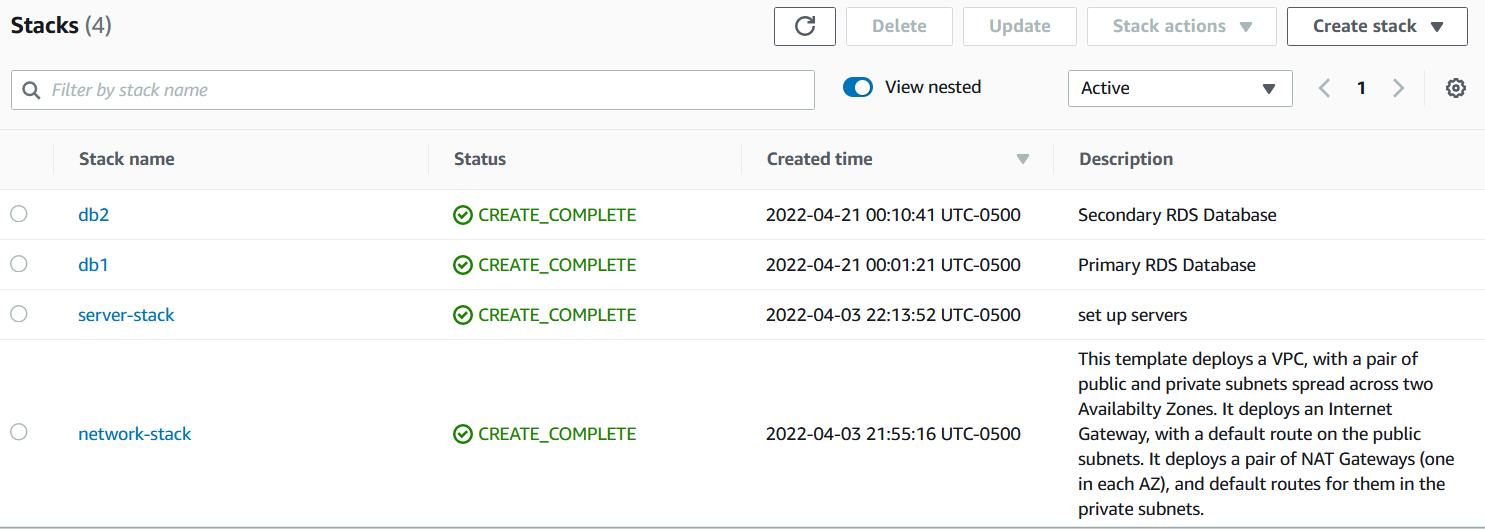 Stacks (4)
Delete
Update
Stack actions
Create stack
Filter by stack name
View nested
Active
1
Stack name
Status
Created time
Description
db2
CREATE_COMPLETE
2022-04-21 00:10:41 UTC-0500
Secondary RDS Database
db1
CREATE_COMPLETE
2022-04-21 00:01:21 UTC-0500
Primary RDS Database
server-stack
CREATE_COMPLETE
2022-04-03 22:13:52 UTC-0500
set up servers
network-stack
CREATE_COMPLETE
2022-04-03 21:55:16 UTC-0500
This template deploys a VPC, with a pair of
public and private subnets spread across two
Availabilty Zones. It deploys an Internet
Gateway, with a default route on the public
subnets. It deploys a pair of NAT Gateways (one
in each AZ), and default routes for them in the
private subnets.